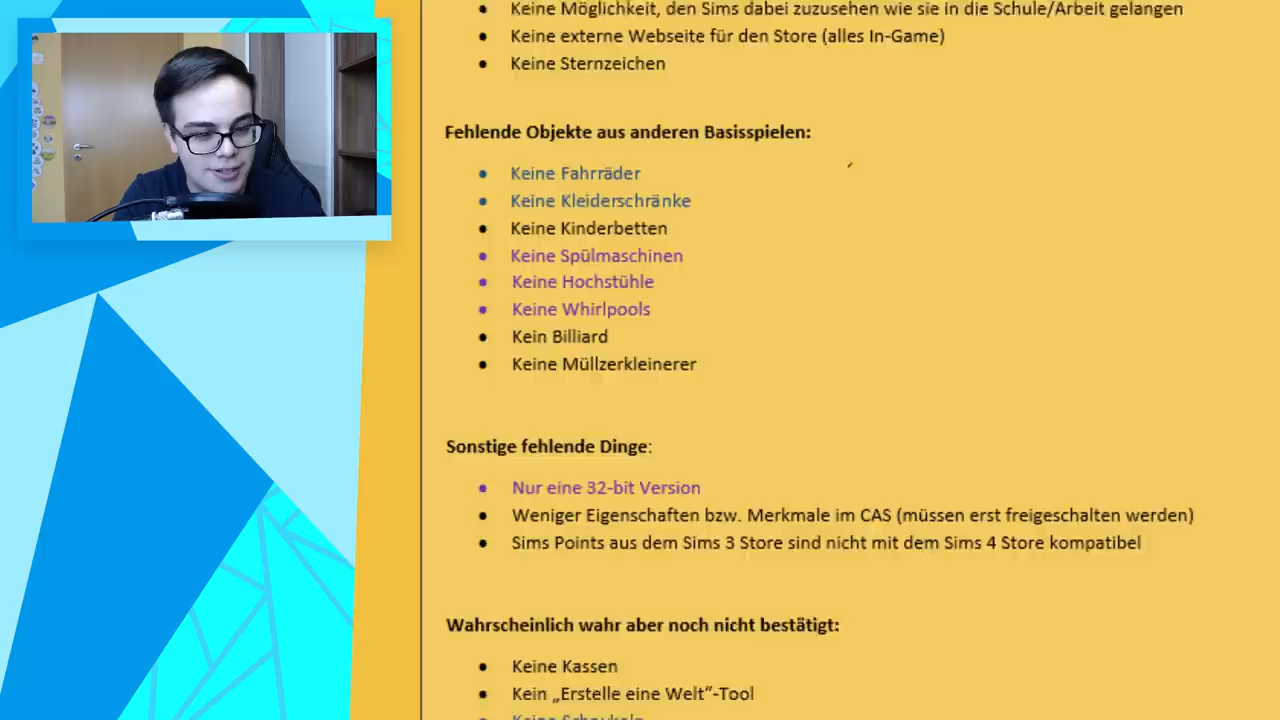 Keine Möglichkeit, den Sims dabei zuzusehen wie sie in die Schule/Arbeit gelangen
Keine externe Webseite für den Store (alles In-Game)
Keine Sternzeichen
Fehlende Objekte aus anderen Basisspielen:
Keine Fahrräder
Keine Kleiderschränke
Keine Kinderbetten
Keine Spülmaschinen
Keine Hochstühle
Keine Whirlpools
Kein Billiard
Keine Müllzerkleinerer
Sonstige fehlende Dinge:
Nur eine 32-bit Version
Weniger Eigenschaften bzw. Merkmale im CAS (müssen erst freigeschalten werden)
Sims Points aus dem Sims 3 Store sind nicht mit dem Sims 4 Store kompatibel
Wahrscheinlich wahr aber noch nicht bestätigt:
Keine Kassen
Kein „Erstelle eine Welt“-Tool